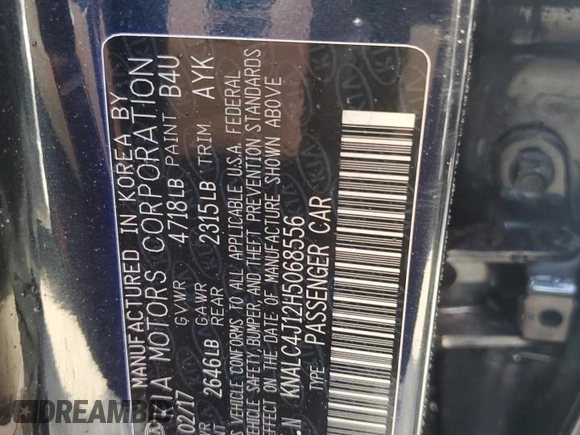 MANUFACTURED IN KOREA BY
KIA MOTORS CORPORATION
02/17 GVWR 4718LB PAINT B4U
2646LB GAWR REAR 2315LB TRIM AYK
VEHICLE CONFORMS TO ALL APPLICABLE U.S.A. FEDERAL
VEHICLE SAFETY, BUMPER, AND THEFT PREVENTION STANDARDS
EFFECT ON THE DATE OF MANUFACTURE SHOWN ABOVE
KNALC4J12H5068556
TYPE: PASSENGER CAR
KIA
DREAMBID